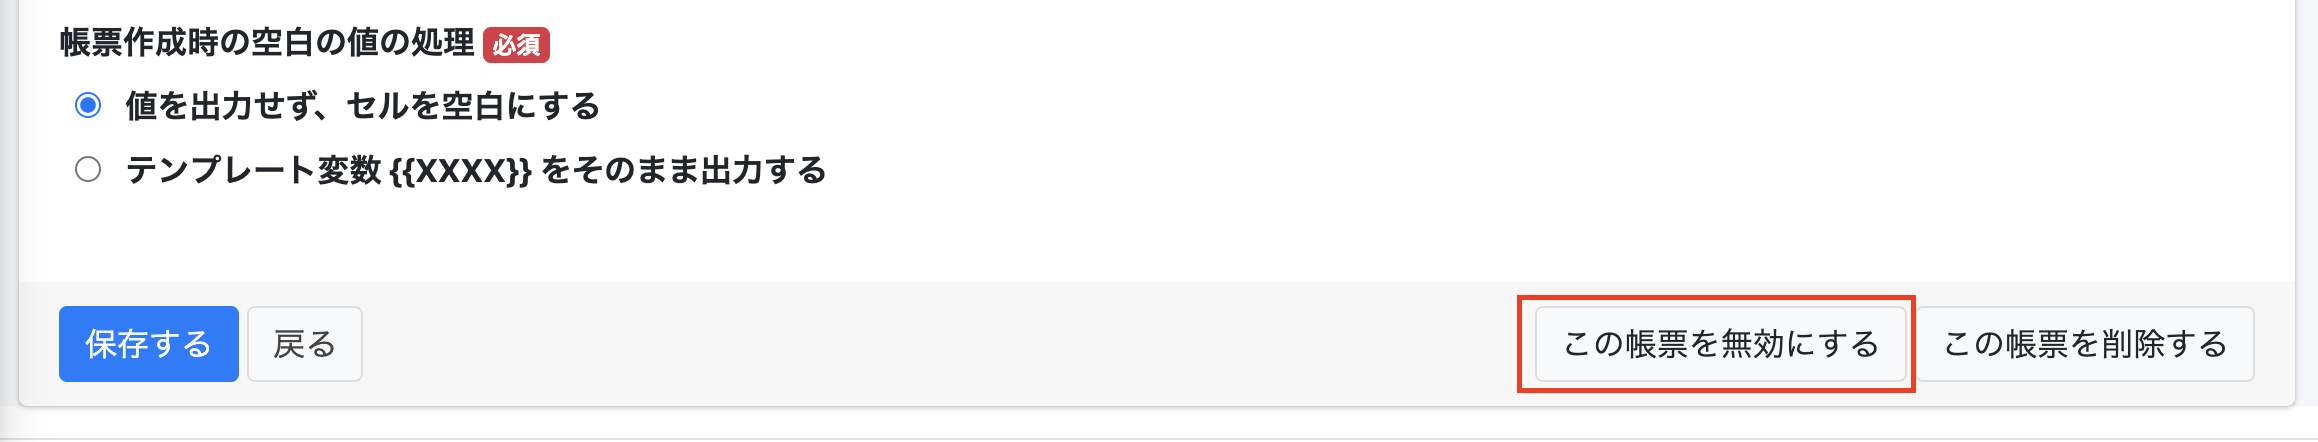 帳票作成時の空白の値の処理 必須
値を出力せず、セルを空白にする
テンプレート変数 {{XXXX}} をそのまま出力する
保存する 戻る この帳票を無効にする この帳票を削除する